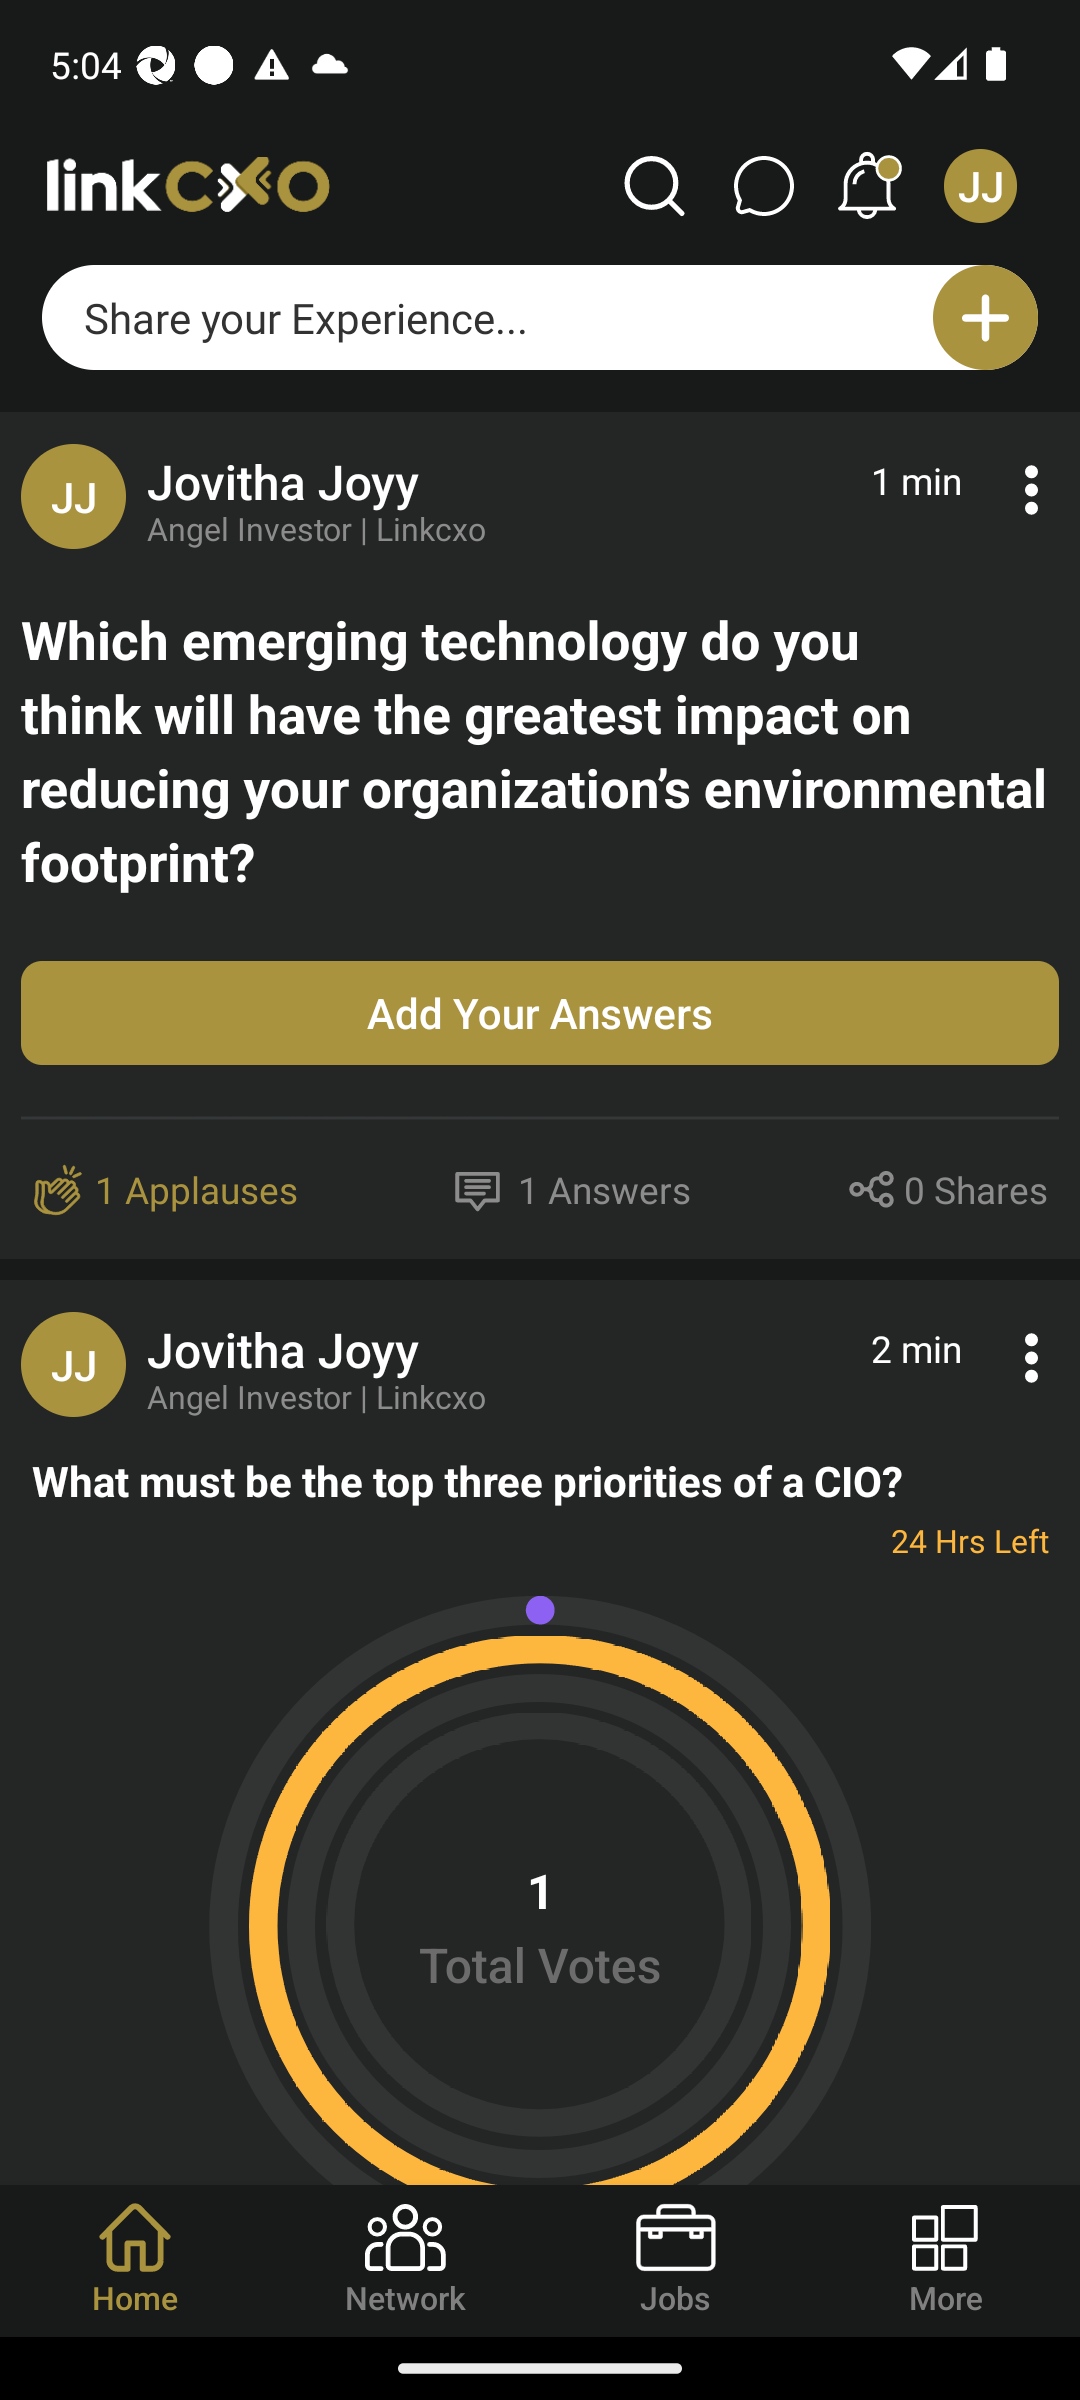 5:04
linkcxo
JJ
Share your Experience...
JJ
Jovitha Joyy
1 min
Angel Investor | Linkcxo
Which emerging technology do you
think will have the greatest impact on
reducing your organization’s environmental
footprint?
Add Your Answers
1 Applauses
1 Answers
0 Shares
JJ
Jovitha Joyy
2 min
Angel Investor | Linkcxo
What must be the top three priorities of a CIO?
24 Hrs Left
1
Total Votes
Home
Network
Jobs
More